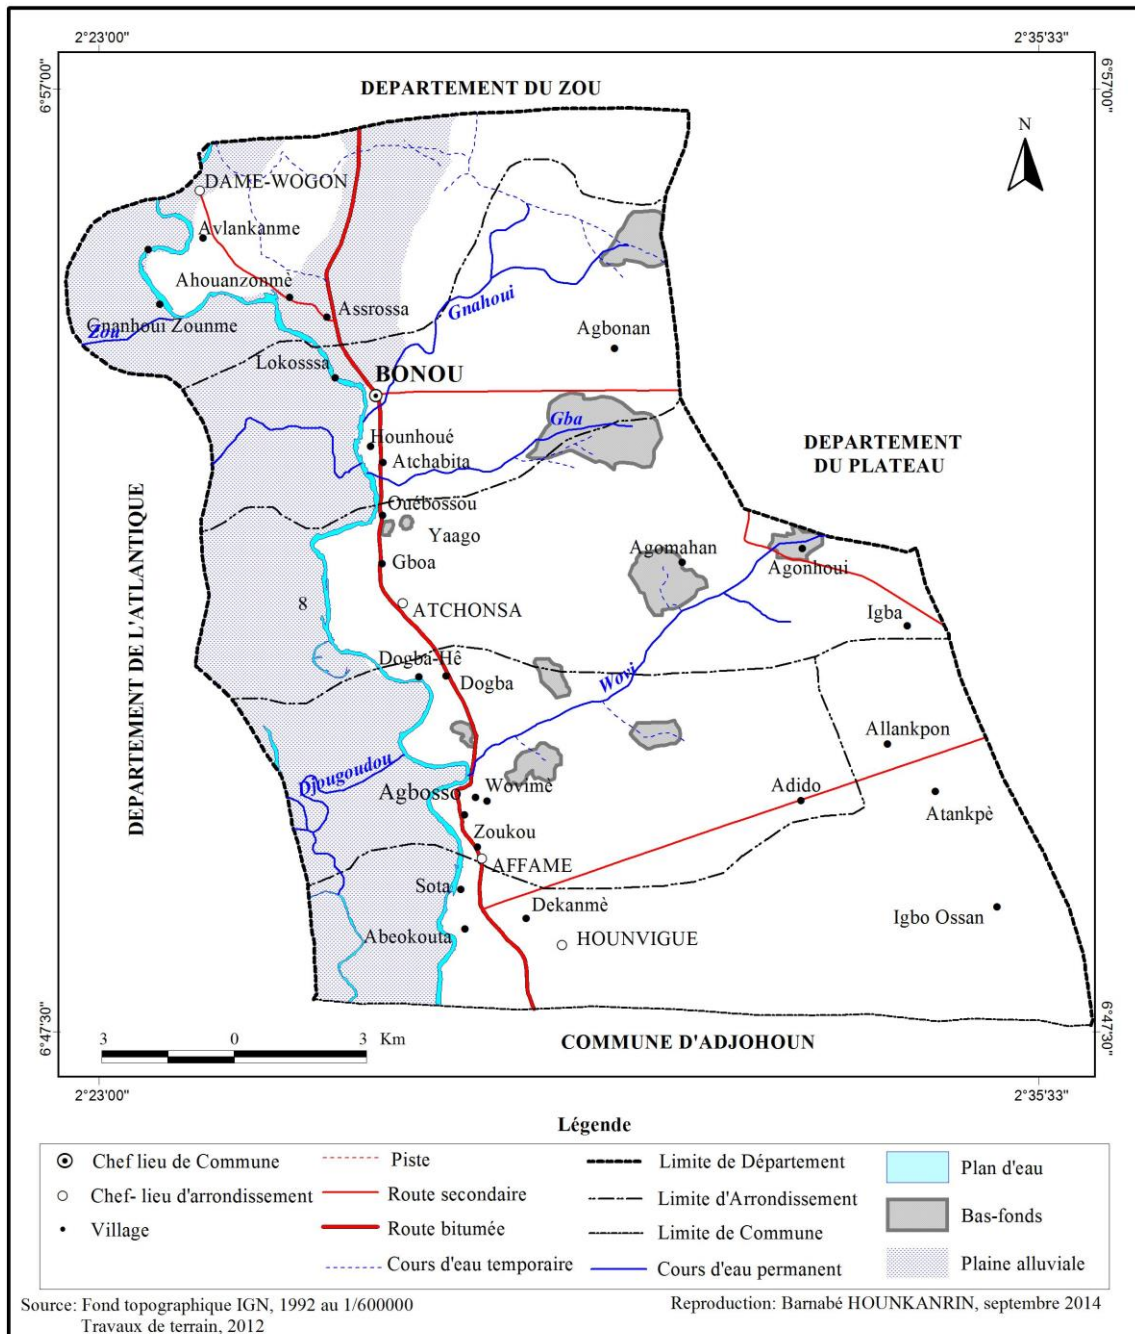 2°23'00"
2°35'33"
6°57'00"
6°57'00"
DEPARTEMENT DU ZOU
N
DAME-WOGON
Avlankanme
Ahouanzonmè
Gnanhoui Zounme
Zou
Assrossa
Gnahoui
Agbonan
Lokosssa
BONOU
Gba
Hounhoué
Atchabita
DEPARTEMENT
DU PLATEAU
DEPARTEMENT DE L'ATLANTIQUE
Ouébossou
Yaago
Gboa
Agomahan
Agonhoui
8
ATCHONSA
Igba
Dogba-Hê
Dogba
Wovi
Allankpon
Djougoudou
Agbosso
Wovimè
Adido
Atankpè
Zoukou
AFFAME
Sota
Dekanmè
Igbo Ossan
Abeokouta
HOUNVIGUE
6°47'30"
6°47'30"
3 0 3 Km
COMMUNE D'ADJOHOUN
2°23'00"
2°35'33"
Légende
Chef lieu de Commune
Chef- lieu d'arrondissement
Village
Piste
Route secondaire
Route bitumée
Cours d'eau temporaire
Limite de Département
Limite d'Arrondissement
Limite de Commune
Cours d'eau permanent
Plan d'eau
Bas-fonds
Plaine alluviale
Source: Fond topographique IGN, 1992 au 1/600000
Travaux de terrain, 2012
Reproduction: Barnabé HOUNKANRIN, septembre 2014